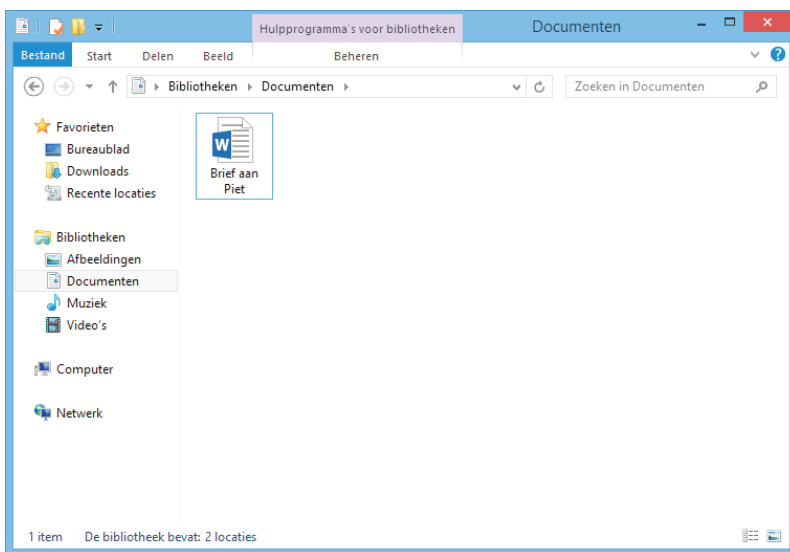 Hulpprogramma's voor bibliotheken
Documenten
Bestand Start Delen Beeld Beheren
Bibliotheken Documenten
Zoeken in Documenten
Favorieten
Bureaublad
Downloads
Recente locaties
Bibliotheken
Afbeeldingen
Documenten
Muziek
Video's
Computer
Netwerk
W
Brief aan
Piet
1 item De bibliotheek bevat: 2 locaties